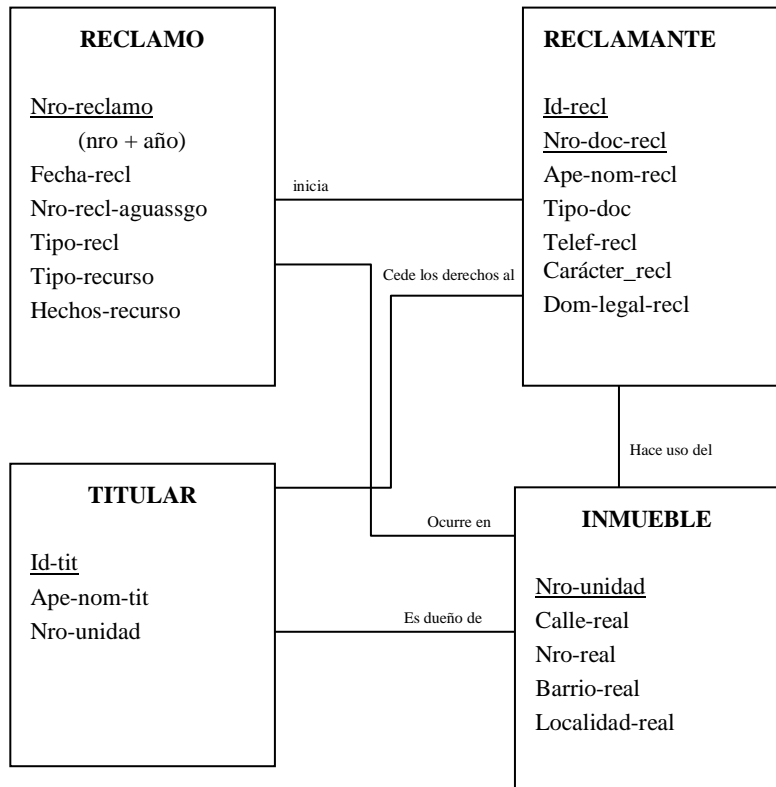 RECLAMO
Nro-reclamo
(nro + año)
Fecha-recl
Nro-recl-aguassgo
Tipo-recl
Tipo-recurso
Hechos-recurso
inicia
RECLAMANTE
Id-recl
Nro-doc-recl
Ape-nom-recl
Tipo-doc
Telef-recl
Carácter_recl
Dom-legal-recl
Cede los derechos al
Hace uso del
TITULAR
Id-tit
Ape-nom-tit
Nro-unidad
Ocurre en
Es dueño de
INMUEBLE
Nro-unidad
Calle-real
Nro-real
Barrio-real
Localidad-real